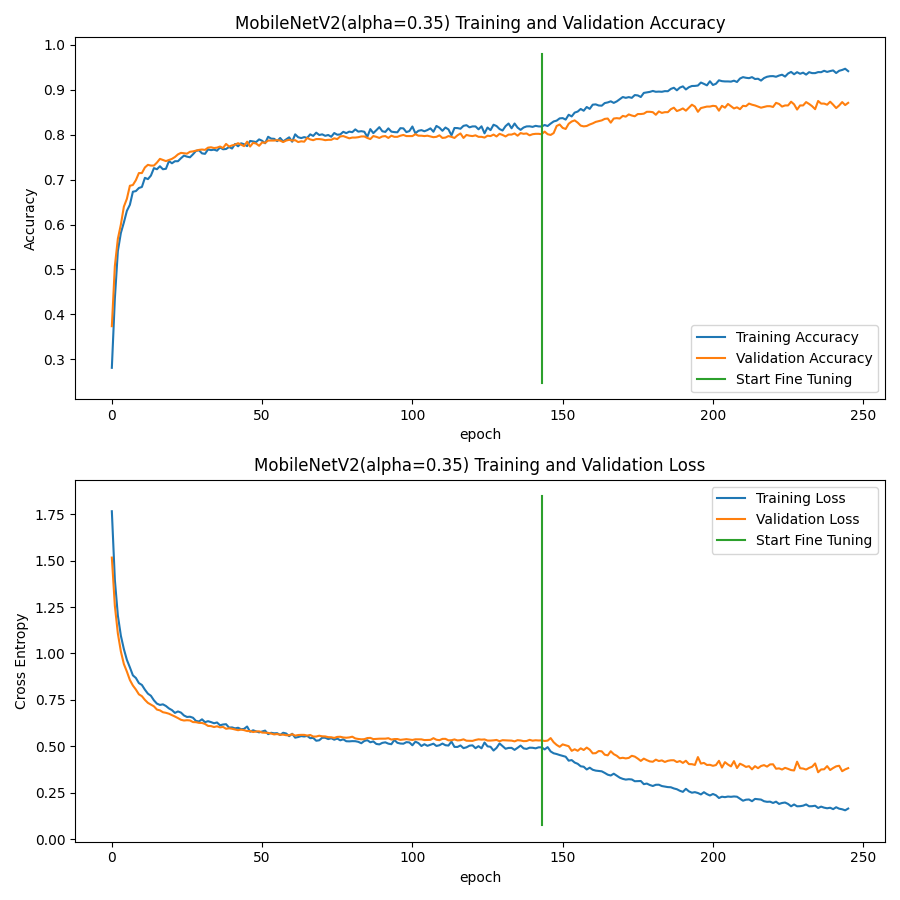 MobileNetV2(alpha=0.35) Training and Validation Accuracy
1.0
0.9
0.8
0.7
0.6
0.5
0.4
0.3
Accuracy
Training Accuracy
Validation Accuracy
Start Fine Tuning
0 50 100 150 200 250
epoch
MobileNetV2(alpha=0.35) Training and Validation Loss
1.75
1.50
1.25
1.00
0.75
0.50
0.25
0.00
Cross Entropy
Training Loss
Validation Loss
Start Fine Tuning
0 50 100 150 200 250
epoch